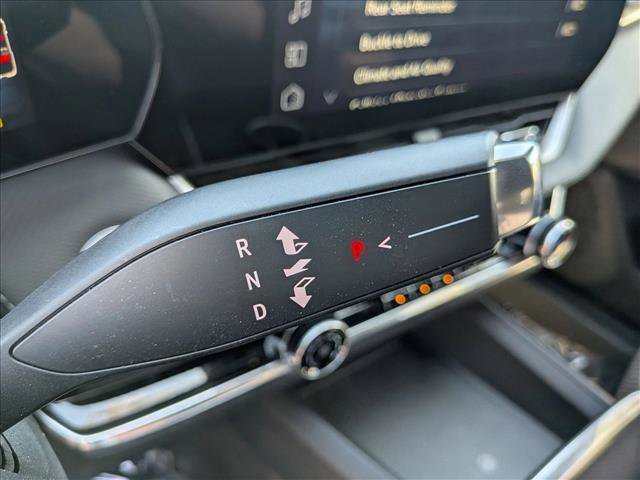 Rear Seat Reminder
Buckle to Drive
Climate and Air Quality
R
N
D
P <